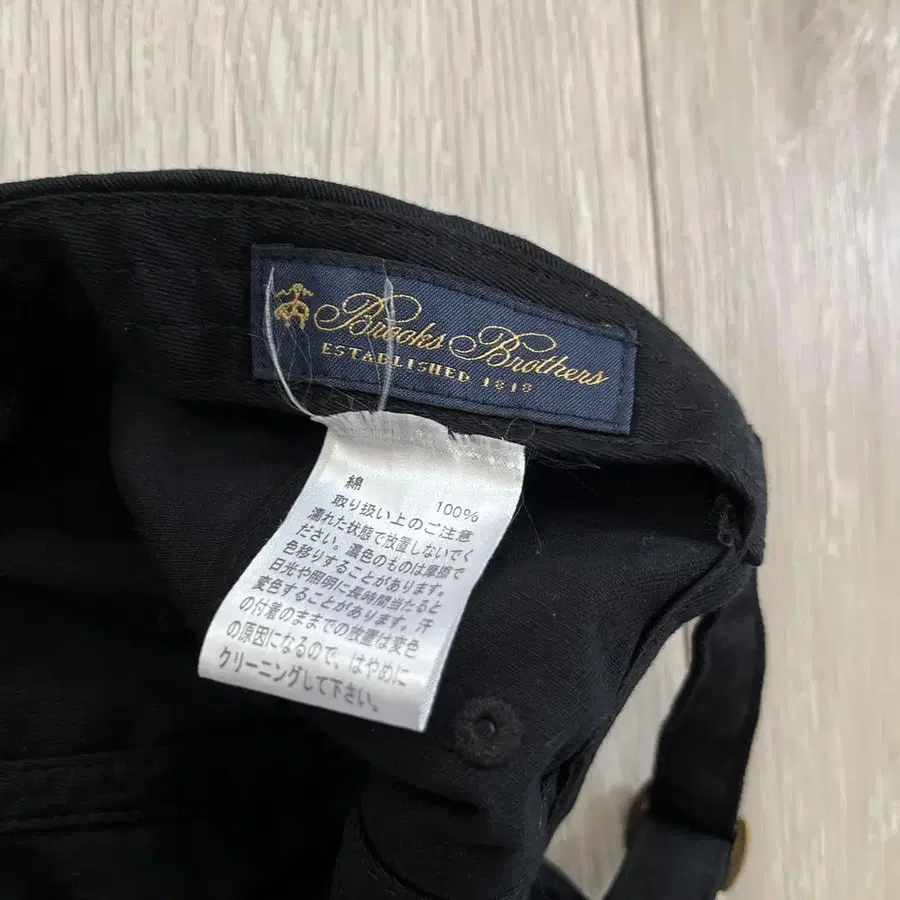 Brooks Brothers
ESTABLISHED 1818
綿 100%
取り扱い上のご注意
濡れた状態で放置しないでく
ださい。濃色のものは摩擦で
色移りすることがあります。
日光や照明に長時間当たると
変色することがあります。汗
の付着のままでの放置は変色
の原因になるので、はやめに
クリーニングして下さい。